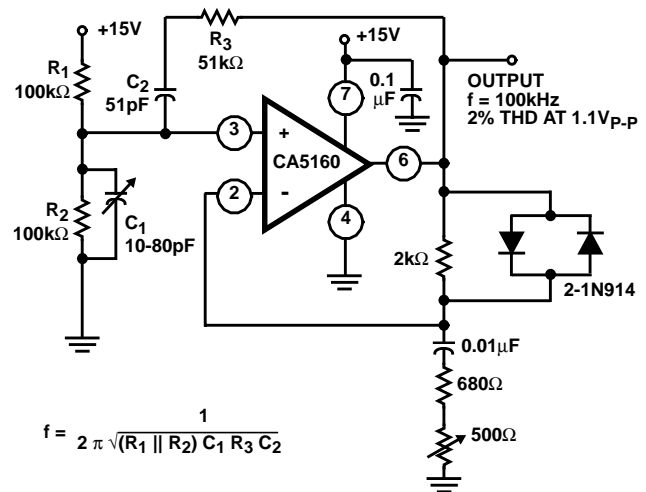 +15V
R1
100kΩ
C2
51pF
R3
51kΩ
+15V
0.1
μF
7
OUTPUT
f = 100kHz
2% THD AT 1.1VP-P
3
+
CA5160
6
2
-
4
R2
100kΩ
C1
10-80pF
2kΩ
2-1N914
0.01μF
680Ω
500Ω
f = 1 / 2 π √(R1 || R2) C1 R3 C2